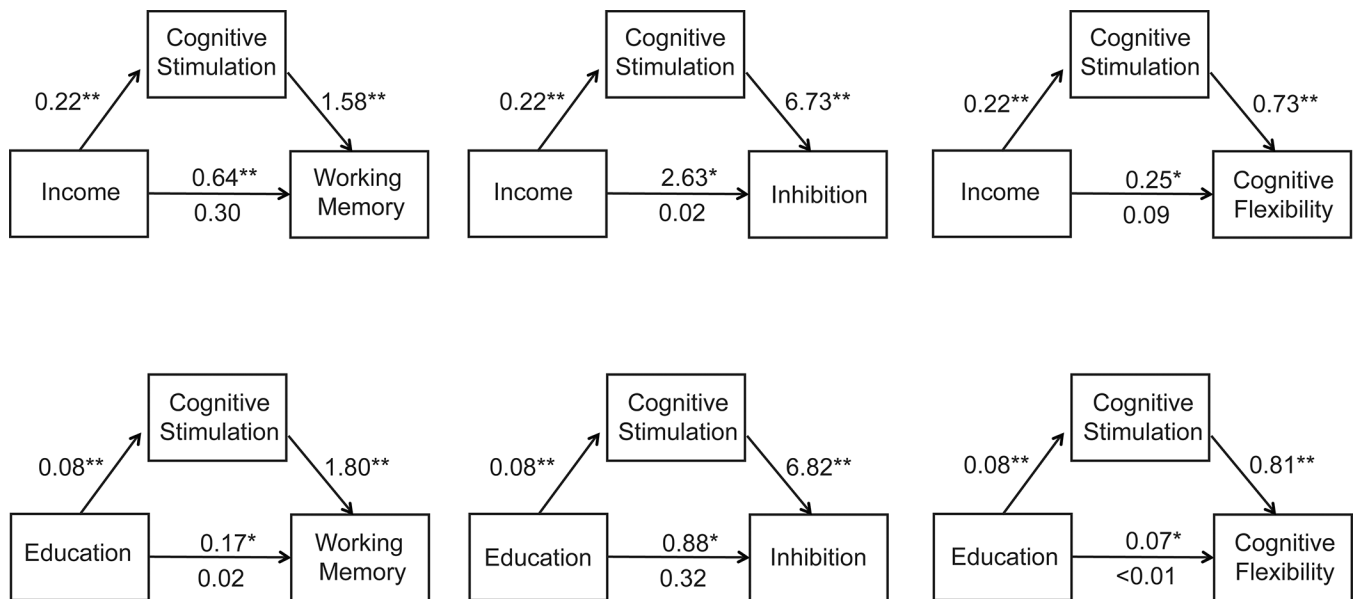 Cognitive
Stimulation
0.22**
1.58**
Income
0.64**
0.30
Working
Memory
Cognitive
Stimulation
0.22**
6.73**
Income
2.63*
0.02
Inhibition
Cognitive
Stimulation
0.22**
0.73**
Income
0.25*
0.09
Cognitive
Flexibility
Cognitive
Stimulation
0.08**
1.80**
Education
0.17*
0.02
Working
Memory
Cognitive
Stimulation
0.08**
6.82**
Education
0.88*
0.32
Inhibition
Cognitive
Stimulation
0.08**
0.81**
Education
0.07*
<0.01
Cognitive
Flexibility